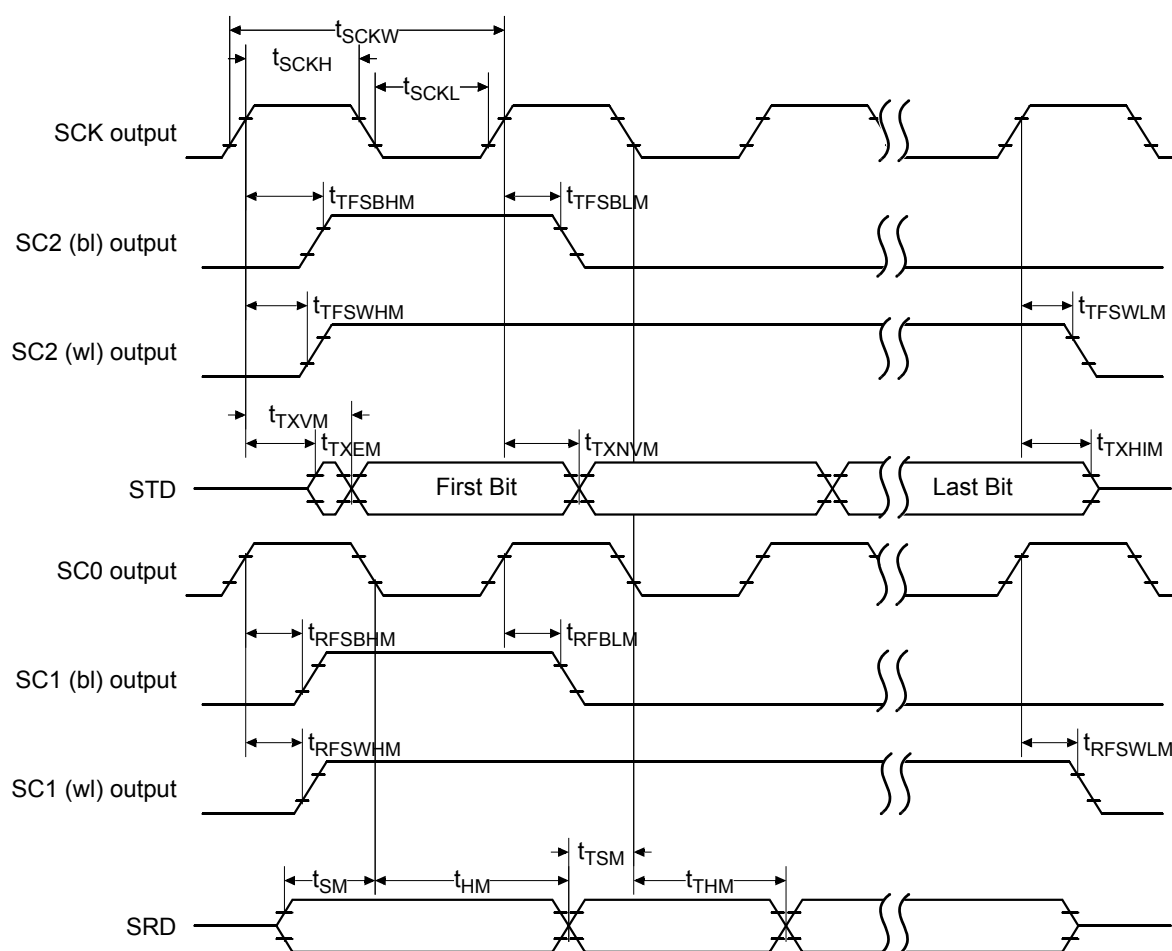 tSCKW
tSCKH
tSCKL
SCK output
tTFSBHM
tTFSBLM
SC2 (bl) output
tTFSWHM
tTFSWLM
SC2 (wl) output
tTXVM
tTXEM
tTXNVM
tTXHIM
STD
First Bit
Last Bit
SC0 output
tRFSBHM
tRFBLM
SC1 (bl) output
tRFSWHM
tRFSWLM
SC1 (wl) output
tTSM
tSM
tHM
tTHM
SRD